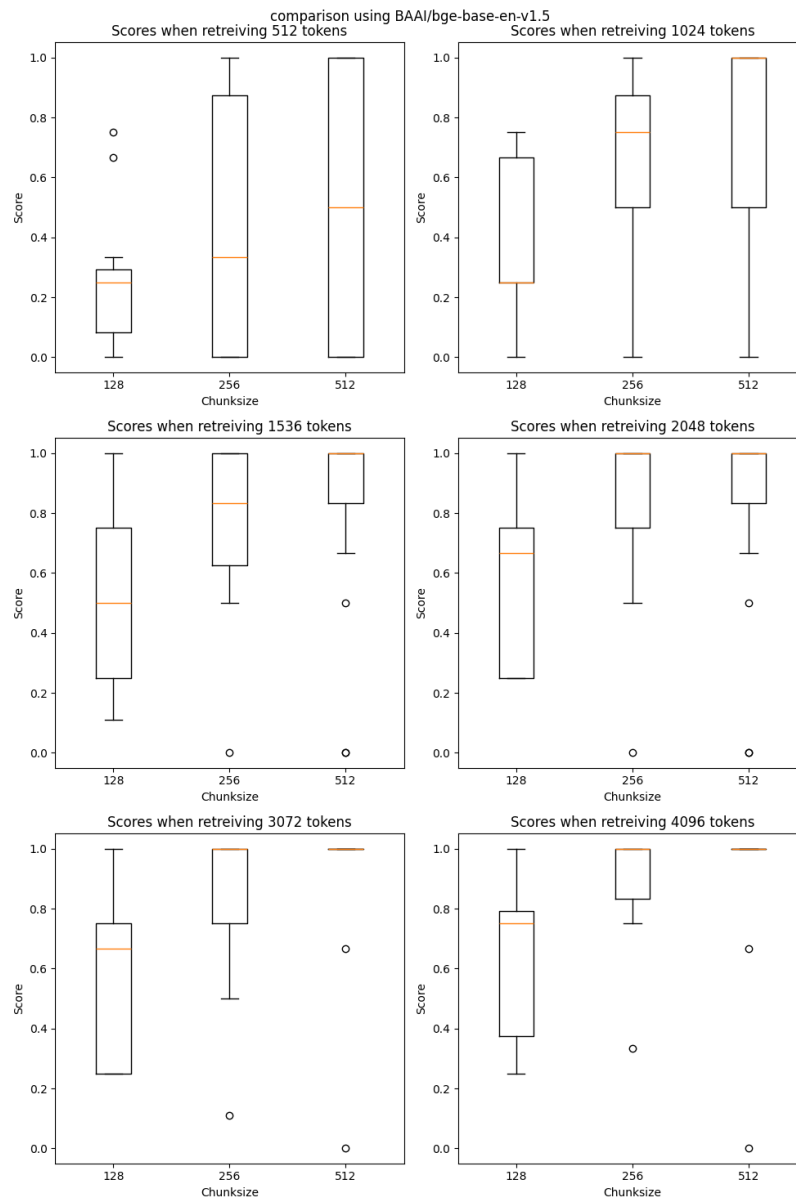 comparison using BAAI/bge-base-en-v1.5
Scores when retreiving 512 tokens
Scores when retreiving 1024 tokens
1.0
0.8
0.6
0.4
0.2
0.0
Score
128
256
512
Chunksize
1.0
0.8
0.6
0.4
0.2
0.0
Score
128
256
512
Chunksize
Scores when retreiving 1536 tokens
Scores when retreiving 2048 tokens
1.0
0.8
0.6
0.4
0.2
0.0
Score
128
256
512
Chunksize
1.0
0.8
0.6
0.4
0.2
0.0
Score
128
256
512
Chunksize
Scores when retreiving 3072 tokens
Scores when retreiving 4096 tokens
1.0
0.8
0.6
0.4
0.2
0.0
Score
128
256
512
Chunksize
1.0
0.8
0.6
0.4
0.2
0.0
Score
128
256
512
Chunksize